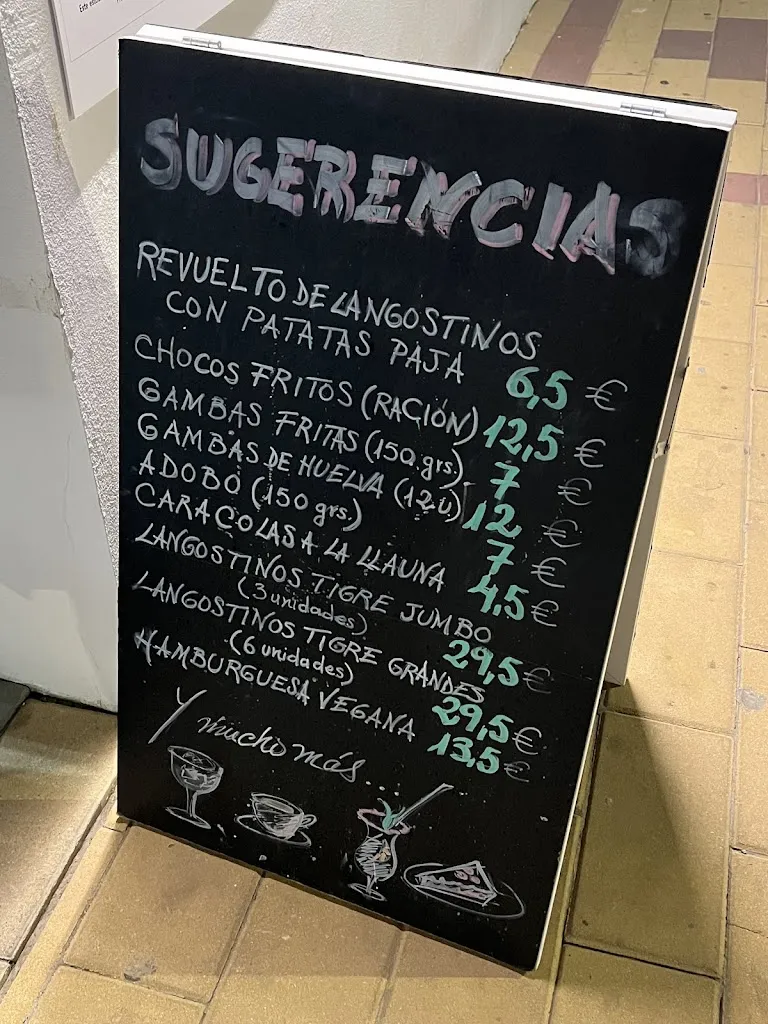 Este
SUGERENCIAS
REVUELTO DE LANGOSTINOS
CON PATATAS PAJA 6,5 €
CHOCOS FRITOS (RACIÓN) 12,5 €
GAMBAS FRITAS (150 grs.) 7 €
GAMBAS DE HUELVA (12 U) 12 €
ADOBO (150 grs.) 7 €
CARACOLAS A LA LLAUNA 4,5 €
LANGOSTINOS TIGRE JUMBO
(3 unidades) 29,5 €
LANGOSTINOS TIGRE GRANDES
(6 unidades) 29,5 €
HAMBURGUESA VEGANA 13,5 €
Y mucho más...